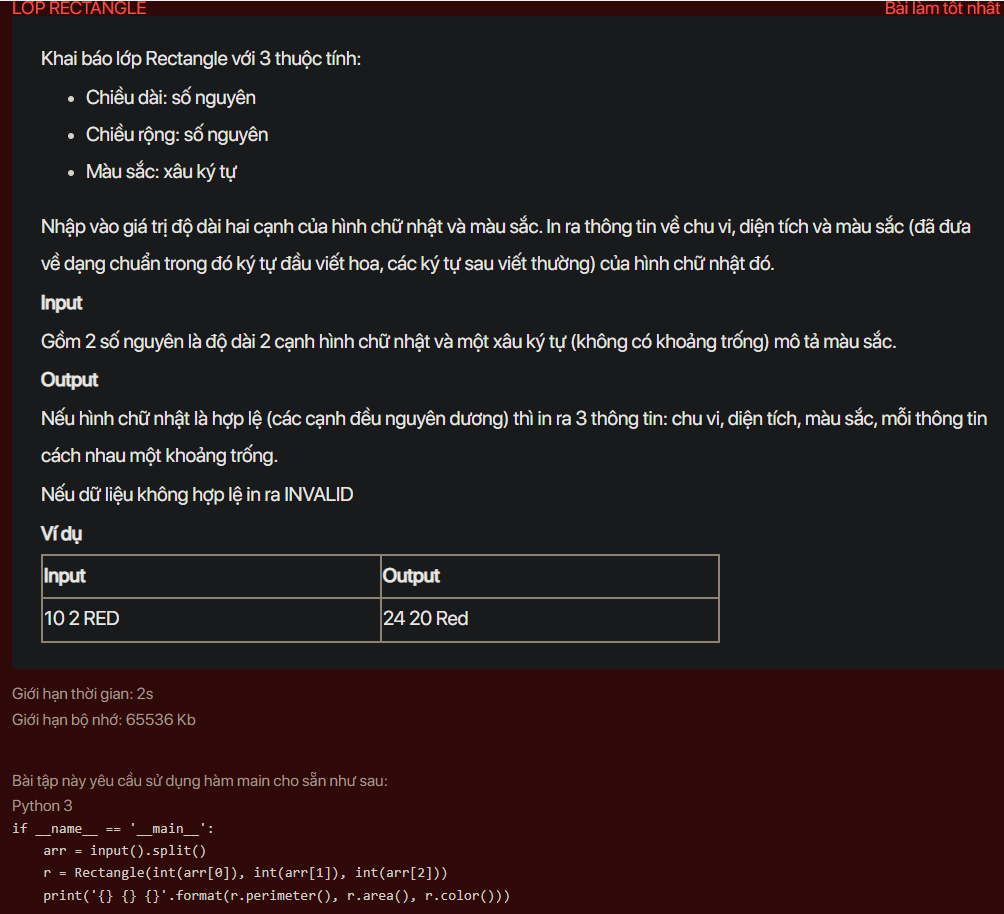 LỚP RECTANGLE
Bài làm tốt nhất
Khai báo lớp Rectangle với 3 thuộc tính:
• Chiều dài: số nguyên
• Chiều rộng: số nguyên
• Màu sắc: xâu ký tự
Nhập vào giá trị độ dài hai cạnh của hình chữ nhật và màu sắc. In ra thông tin về chu vi, diện tích và màu sắc (đã đưa
về dạng chuẩn trong đó ký tự đầu viết hoa, các ký tự sau viết thường) của hình chữ nhật đó.
Input
Gồm 2 số nguyên là độ dài 2 cạnh hình chữ nhật và một xâu ký tự (không có khoảng trống) mô tả màu sắc.
Output
Nếu hình chữ nhật là hợp lệ (các cạnh đều nguyên dương) thì in ra 3 thông tin: chu vi, diện tích, màu sắc, mỗi thông tin
cách nhau một khoảng trống.
Nếu dữ liệu không hợp lệ in ra INVALID
Ví dụ
Input Output
10 2 RED 24 20 Red
Giới hạn thời gian: 2s
Giới hạn bộ nhớ: 65536 Kb
Bài tập này yêu cầu sử dụng hàm main cho sẵn như sau:
Python 3
if __name__ == '__main__':
    arr = input().split()
    r = Rectangle(int(arr[0]), int(arr[1]), int(arr[2]))
    print('{} {} {}'.format(r.perimeter(), r.area(), r.color()))